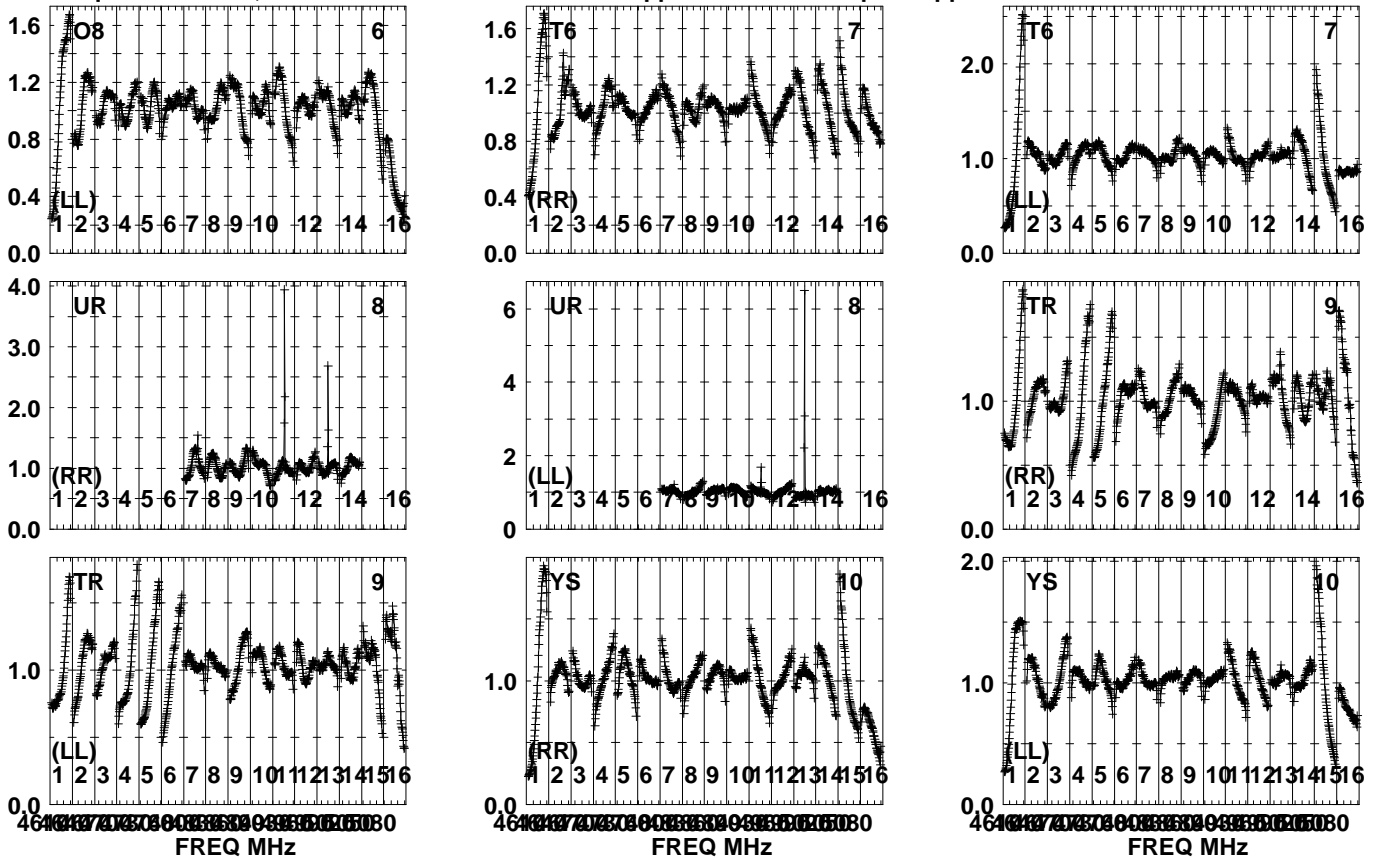 1.6 O8 6
1.2
0.8
0.4 (LL)
1 2 3 4 5 6 7 8 9 10 12 14 16
0.0
1.6 T6 7
1.2
0.8
0.4 (RR)
1 2 3 4 5 6 7 8 9 10 12 14 16
0.0
T6 7
2.0
1.0
(LL)
1 2 3 4 5 6 7 8 9 10 12 14 16
0.0
4.0 UR 8
3.0
2.0
1.0 (RR)
1 2 3 4 5 6 7 8 9 10 12 14 16
0.0
UR 8
6
4
2 (LL)
1 2 3 4 5 6 7 8 9 10 12 14 16
0
TR 9
1.0
(RR)
1 2 3 4 5 6 7 8 9 10 12 14 16
0.0
TR 9
1.0
(LL)
1 2 3 4 5 6 7 8 9 10 11 12 13 14 15 16
0.0
FREQ MHz
YS 10
1.0
(RR)
1 2 3 4 5 6 7 8 9 10 11 12 13 14 15 16
0.0
FREQ MHz
2.0 YS 10
1.0
(LL)
1 2 3 4 5 6 7 8 9 10 11 12 13 14 15 16
0.0
FREQ MHz